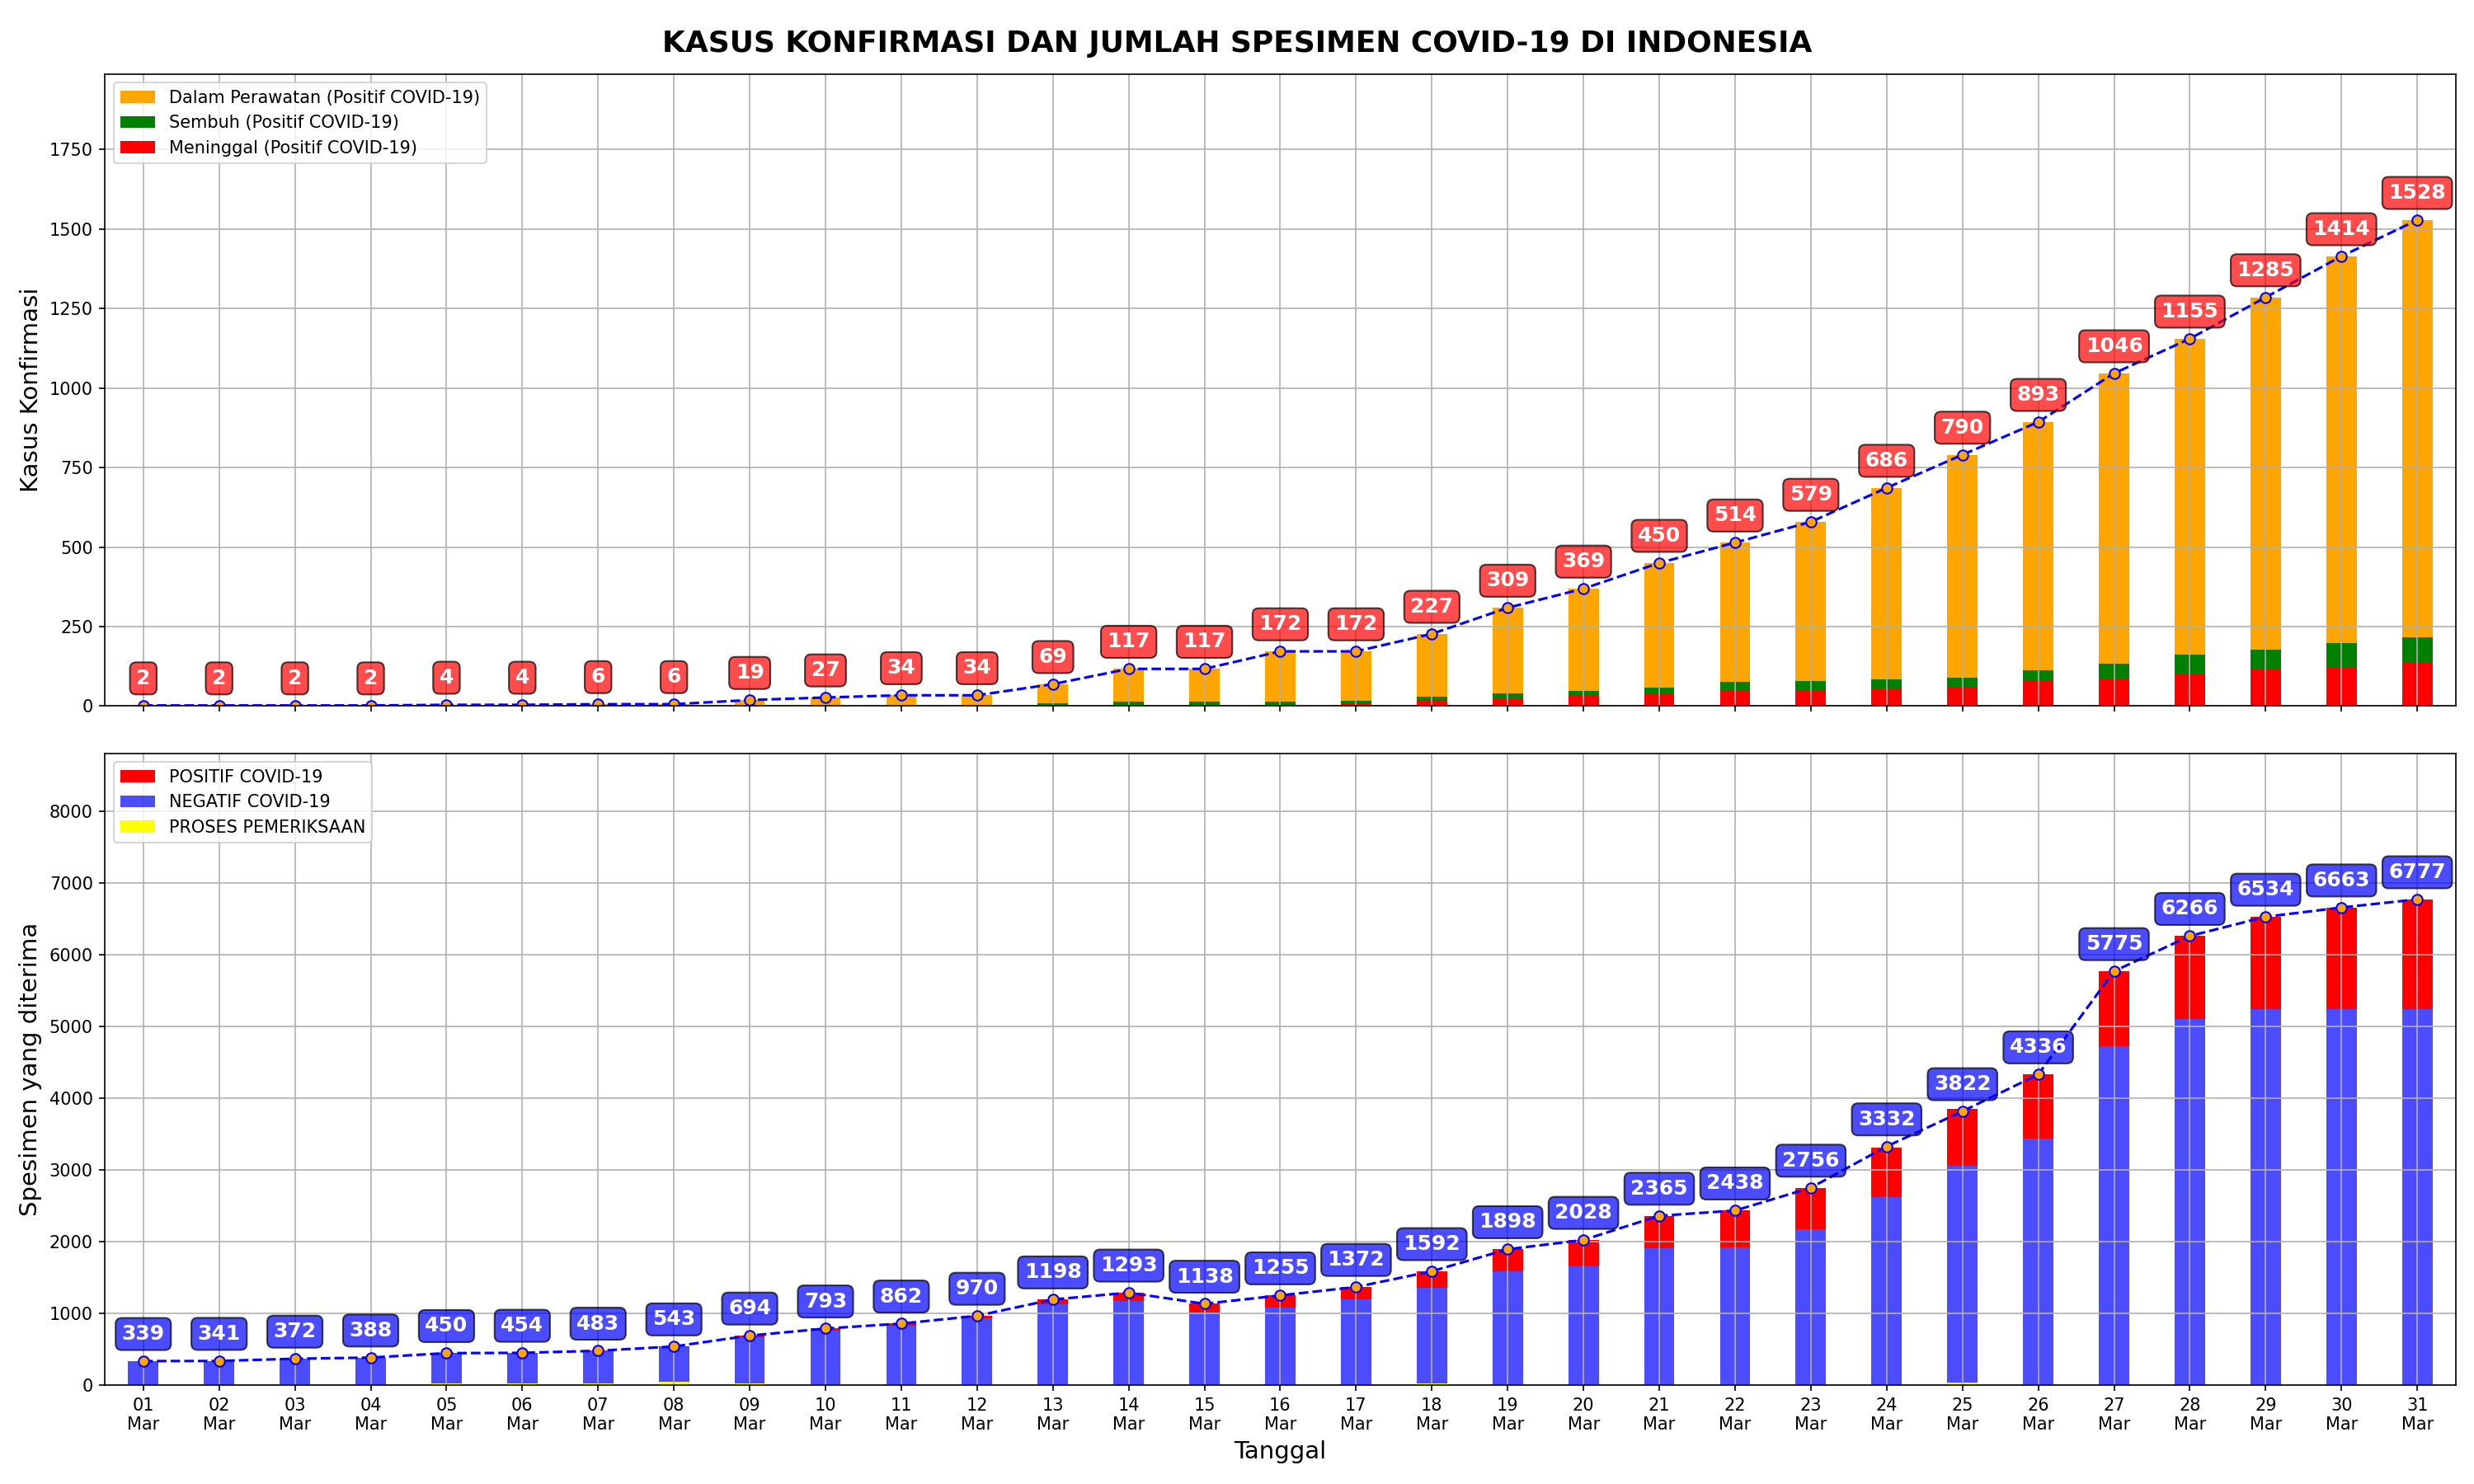 KASUS KONFIRMASI DAN JUMLAH SPESIMEN COVID-19 DI INDONESIA
Dalam Perawatan (Positif COVID-19)
Sembuh (Positif COVID-19)
Meninggal (Positif COVID-19)
Kasus Konfirmasi
1750
1500
1250
1000
750
500
250
0
2 2 2 2 4 4 6 6 19 27 34 34 69 117 117 172 172 227 309 369 450 514 579 686 790 893 1046 1155 1285 1414 1528
POSITIF COVID-19
NEGATIF COVID-19
PROSES PEMERIKSAAN
Spesimen yang diterima
8000
7000
6000
5000
4000
3000
2000
1000
0
339 341 372 388 450 454 483 543 694 793 862 970 1198 1293 1138 1255 1372 1592 1898 2028 2365 2438 2756 3332 3822 4336 5775 6266 6534 6663 6777
01 02 03 04 05 06 07 08 09 10 11 12 13 14 15 16 17 18 19 20 21 22 23 24 25 26 27 28 29 30 31
Mar Mar Mar Mar Mar Mar Mar Mar Mar Mar Mar Mar Mar Mar Mar Mar Mar Mar Mar Mar Mar Mar Mar Mar Mar Mar Mar Mar Mar Mar Mar
Tanggal